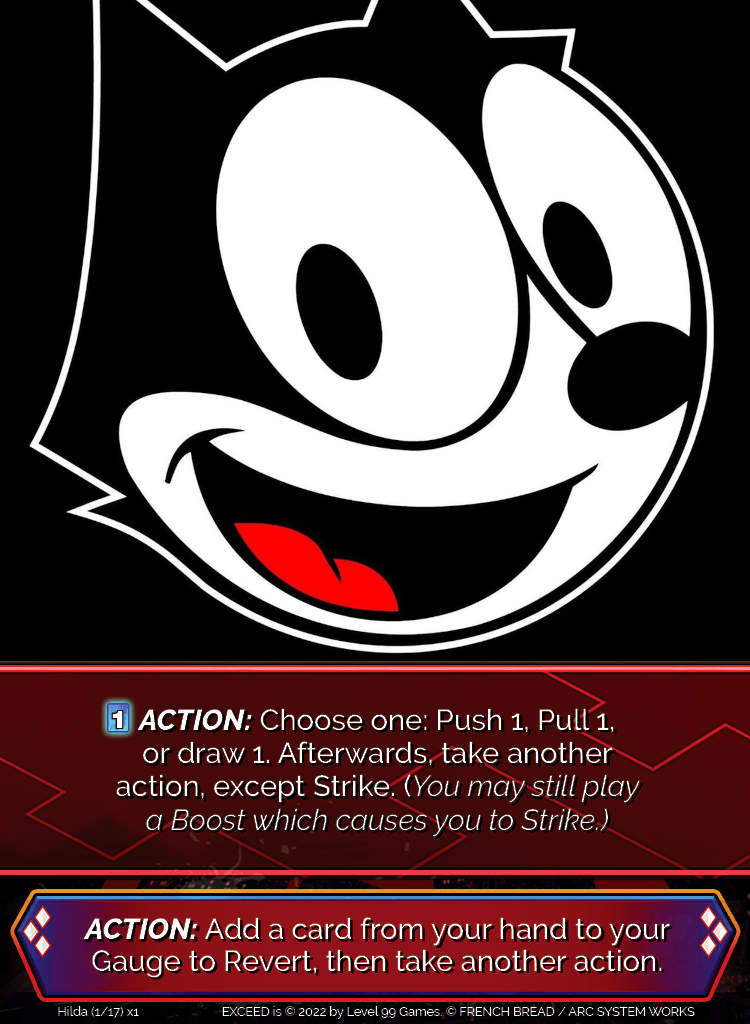 1 ACTION: Choose one: Push 1, Pull 1,
or draw 1. Afterwards, take another
action, except Strike. (You may still play
a Boost which causes you to Strike.)
ACTION: Add a card from your hand to your
Gauge to Revert, then take another action.
Hilda (1/17) x1 EXCEED is © 2022 by Level 99 Games. © FRENCH BREAD / ARC SYSTEM WORKS